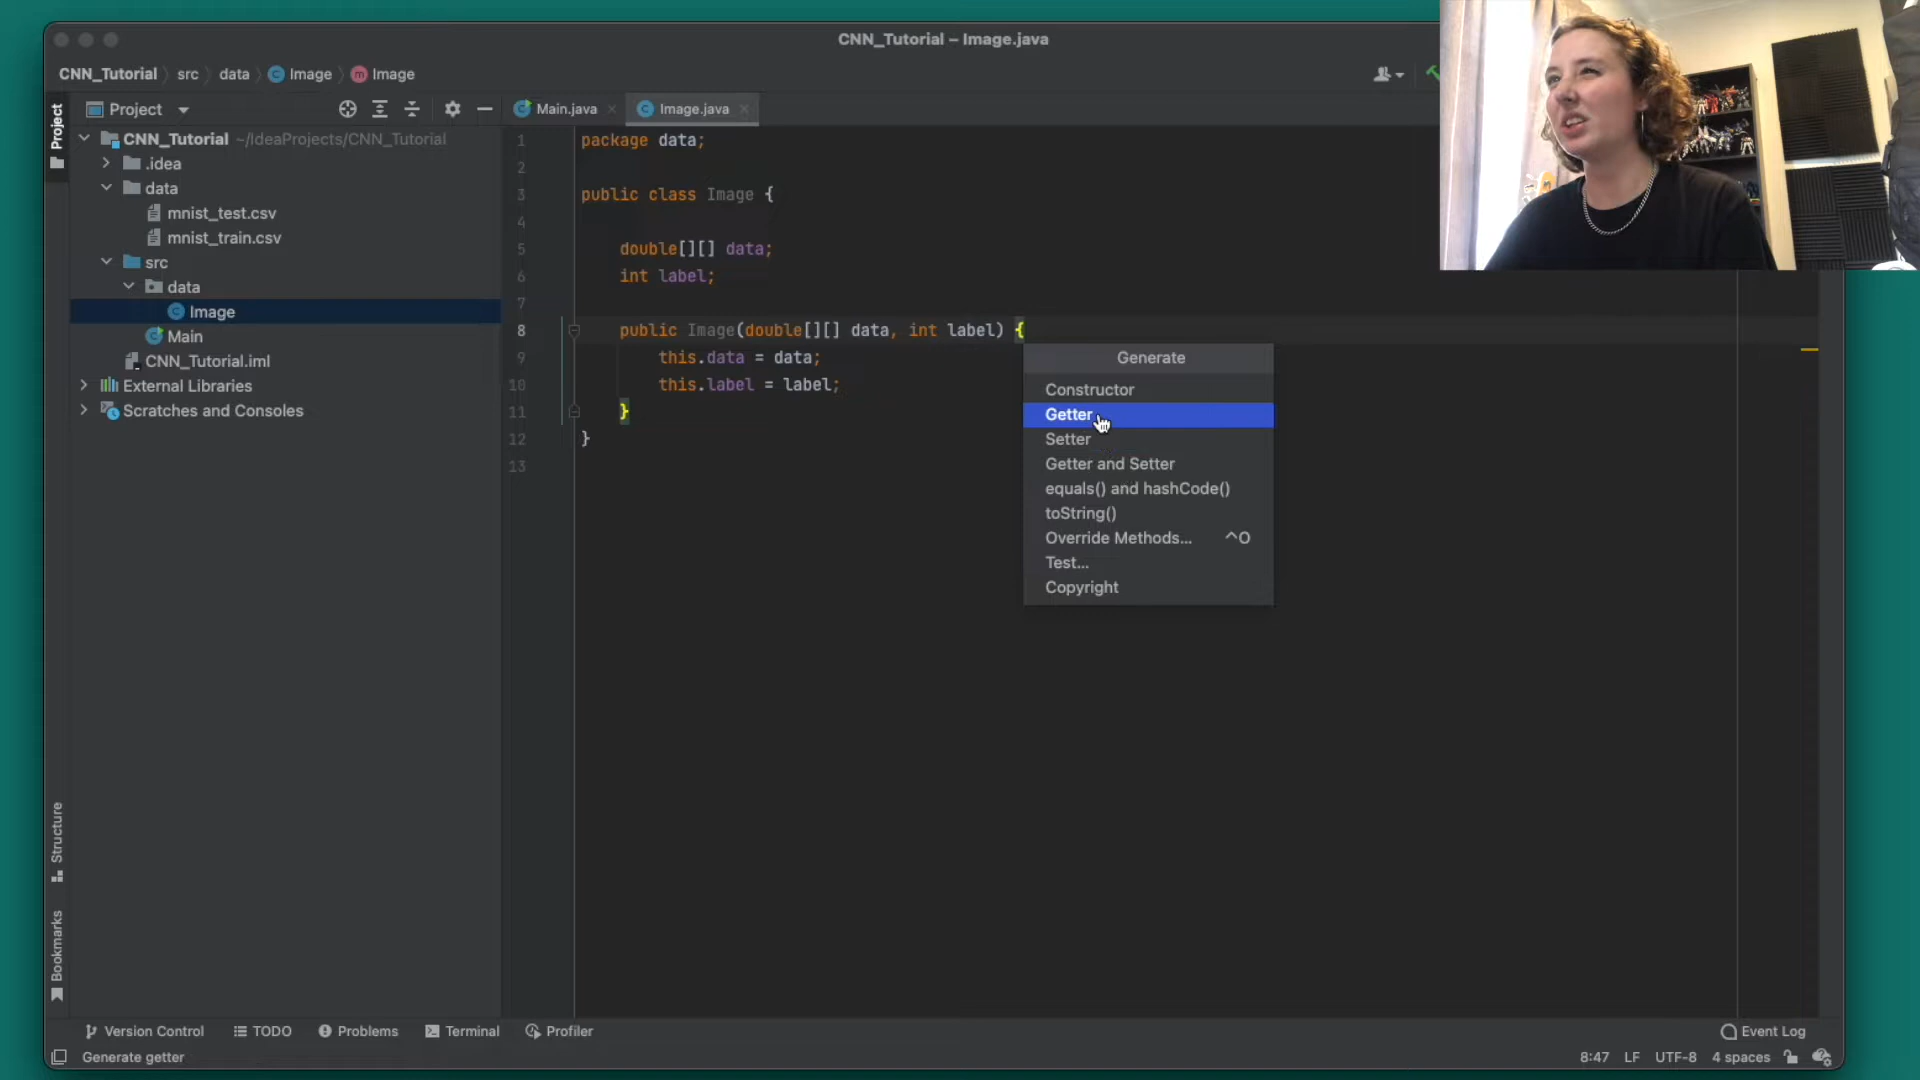 CNN_Tutorial – Image.java
CNN_Tutorial src data Image Image
Project
Project
Main.java
Image.java
CNN_Tutorial ~/IdeaProjects/CNN_Tutorial
.idea
data
mnist_test.csv
mnist_train.csv
src
data
Image
Main
CNN_Tutorial.iml
External Libraries
Scratches and Consoles
1 package data;
2
3 public class Image {
4
5 double[][] data;
6 int label;
7
8 public Image(double[][] data, int label) {
9 this.data = data;
10 this.label = label;
11 }
12 }
13
Generate
Constructor
Getter
Setter
Getter and Setter
equals() and hashCode()
toString()
Override Methods... ^O
Test...
Copyright
Structure
Bookmarks
Version Control TODO Problems Terminal Profiler Event Log
Generate getter 8:47 LF UTF-8 4 spaces